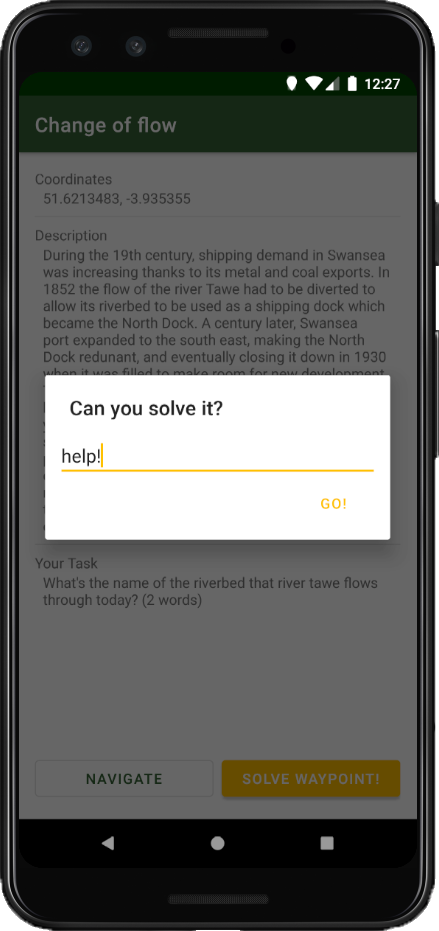 12:27
Change of flow
Coordinates
51.6213483, -3.935355
Description
During the 19th century, shipping demand in Swansea
was increasing thanks to its metal and coal exports. In
1852 the flow of the river Tawe had to be diverted to
allow its riverbed to be used as a shipping dock which
became the North Dock. A century later, Swansea
port expanded to the south east, making the North
Dock redunant, and eventually closing it down in 1930
when it was filled to make room for new development
Can you solve it?
help!
GO!
Your Task
What's the name of the riverbed that river tawe flows
through today? (2 words)
NAVIGATE
SOLVE WAYPOINT!